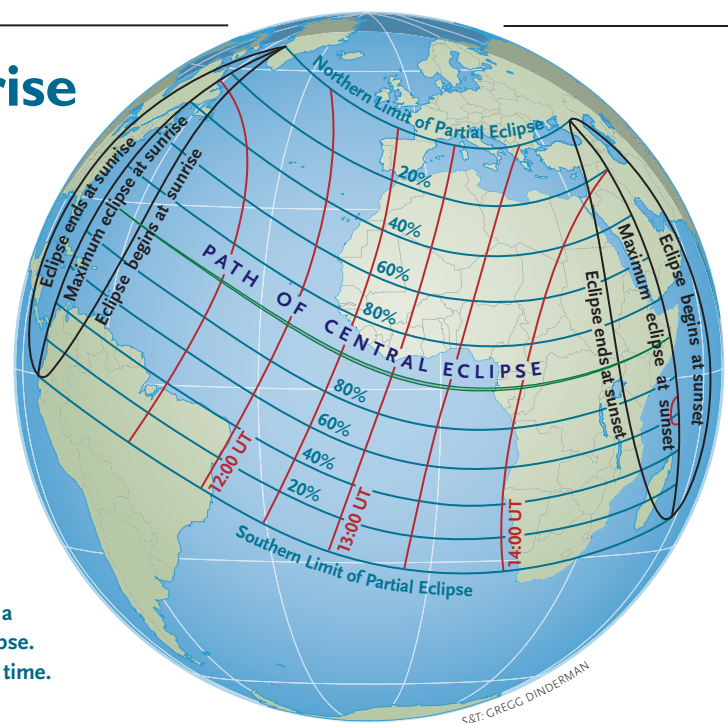 rise
Northern Limit of Partial Eclipse
20%
40%
60%
80%
PATH OF CENTRAL ECLIPSE
80%
60%
40%
20%
Southern Limit of Partial Eclipse
Eclipse ends at sunrise
Maximum eclipse at sunrise
Eclipse begins at sunrise
Eclipse ends at sunset
Maximum eclipse at sunset
Eclipse begins at sunset
12:00 UT
13:00 UT
14:00 UT
a
pse.
time.
S&T: GREGG DINDERMAN